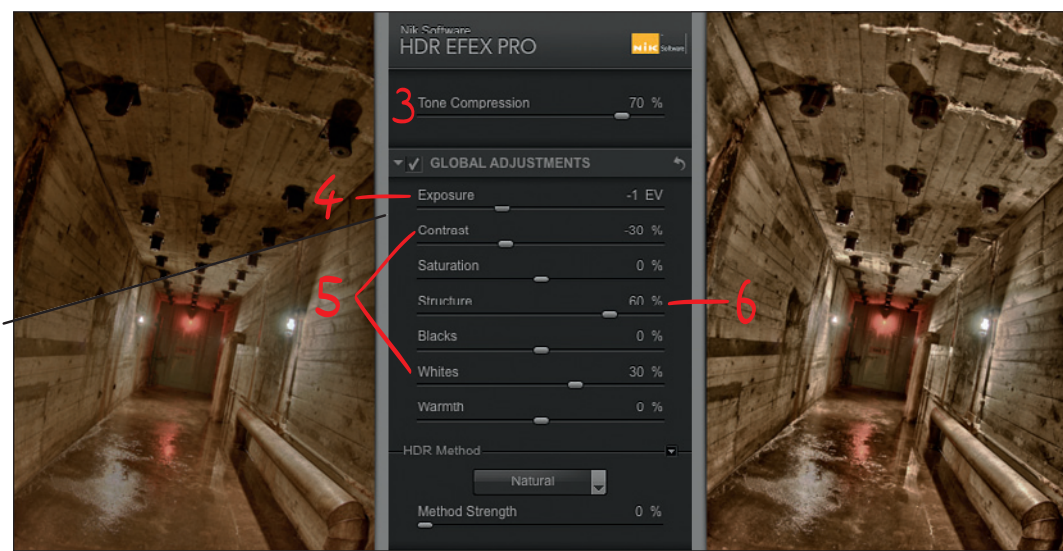 Nik Software
HDR EFEX PRO
Nik Software
3 Tone Compression 70 %
GLOBAL ADJUSTMENTS
4 Exposure -1 EV
Contrast -30 %
Saturation 0 %
5 Structure 60 % 6
Blacks 0 %
Whites 30 %
Warmth 0 %
HDR Method
Natural
Method Strength 0 %